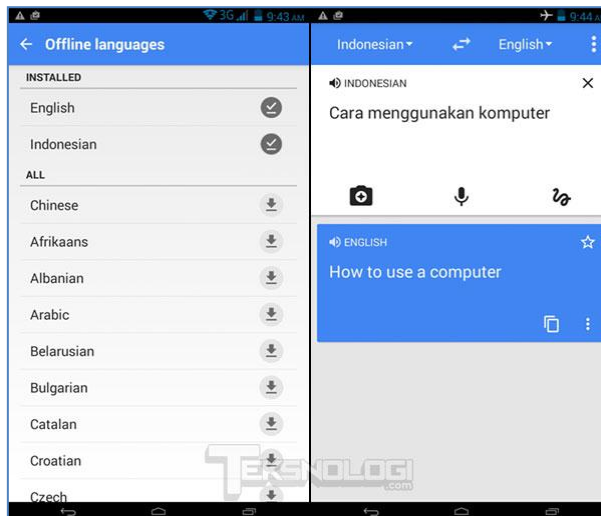 3G 9:43 AM
Offline languages
INSTALLED
English
Indonesian
ALL
Chinese
Afrikaans
Albanian
Arabic
Belarusian
Bulgarian
Catalan
Croatian
Czech
9:44 A
Indonesian
English
INDONESIAN
Cara menggunakan komputer
ENGLISH
How to use a computer
TEKSNOLOGI
.com